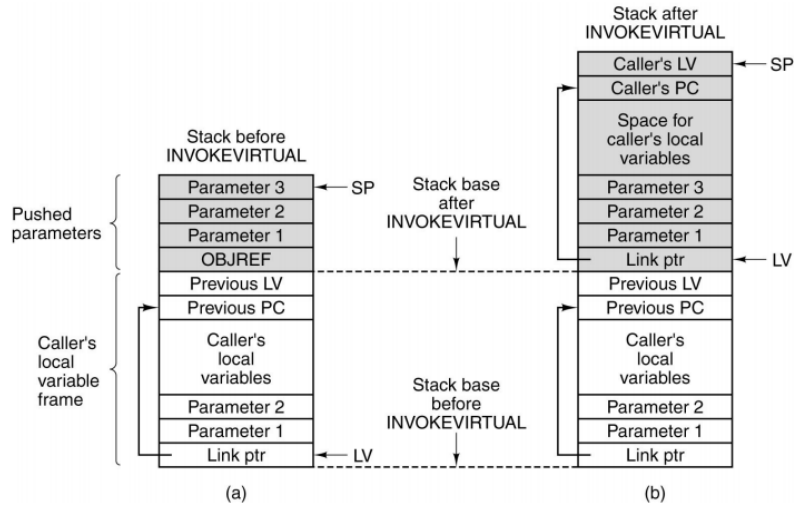 Stack before
INVOKEVIRTUAL
Parameter 3
SP
Parameter 2
Parameter 1
OBJREF
Previous LV
Previous PC
Caller's
local
variables
Parameter 2
Parameter 1
Link ptr
LV
Pushed
parameters
Caller's
local
variable
frame
(a)
Stack base
after
INVOKEVIRTUAL
Stack base
before
INVOKEVIRTUAL
Stack after
INVOKEVIRTUAL
Caller's LV
SP
Caller's PC
Space for
caller's local
variables
Parameter 3
Parameter 2
Parameter 1
Link ptr
LV
Previous LV
Previous PC
Caller's
local
variables
Parameter 2
Parameter 1
Link ptr
(b)